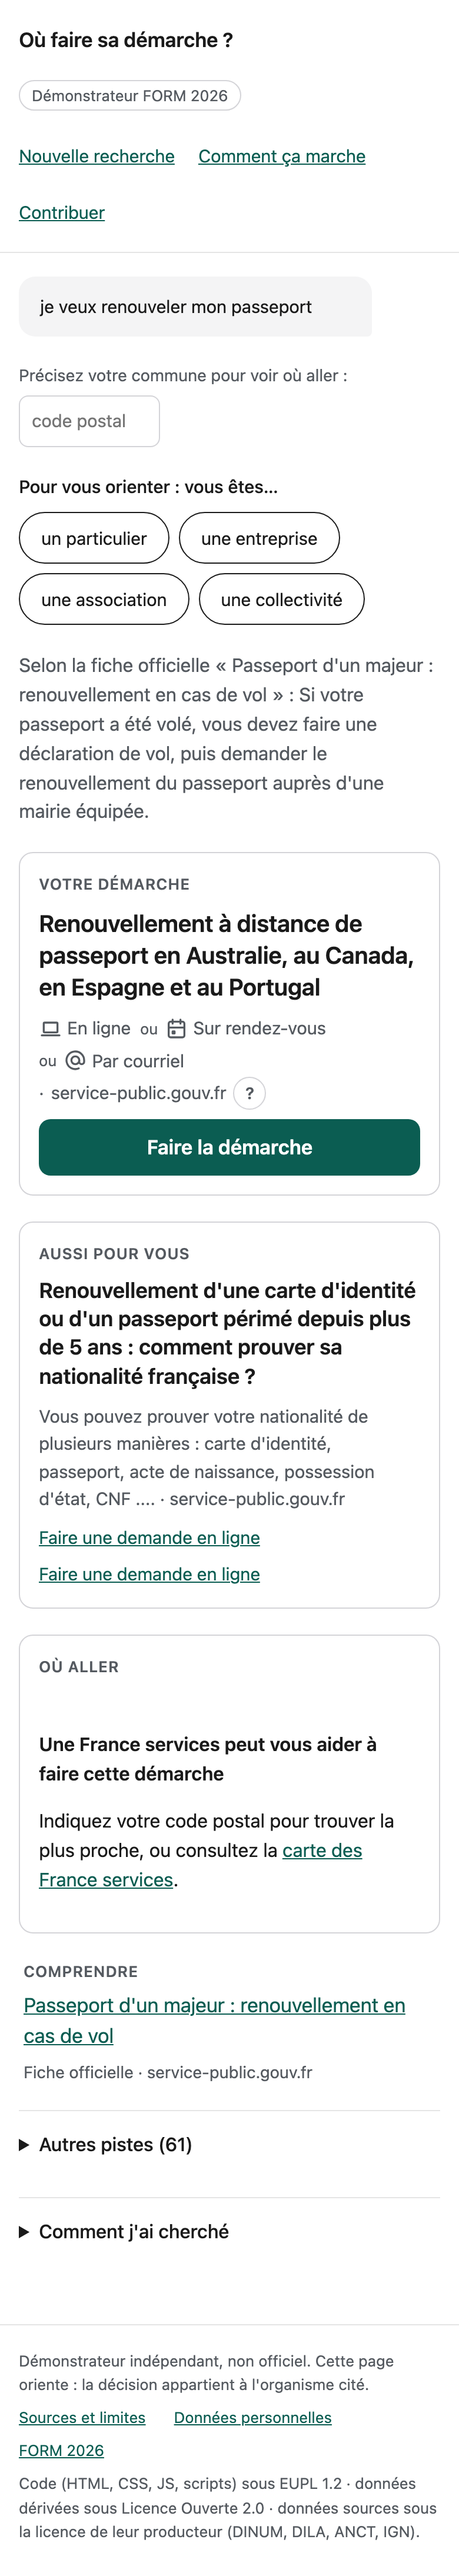 Où faire sa démarche ?
Démonstrateur FORM 2026
Nouvelle recherche Comment ça marche
Contribuer
je veux renouveler mon passeport
Précisez votre commune pour voir où aller :
code postal
Pour vous orienter : vous êtes...
un particulier une entreprise
une association une collectivité
Selon la fiche officielle « Passeport d'un majeur :
renouvellement en cas de vol » : Si votre
passeport a été volé, vous devez faire une
déclaration de vol, puis demander le
renouvellement du passeport auprès d'une
mairie équipée.
VOTRE DÉMARCHE
Renouvellement à distance de
passeport en Australie, au Canada,
en Espagne et au Portugal
En ligne ou Sur rendez-vous
ou Par courriel
· service-public.gouv.fr ?
Faire la démarche
AUSSI POUR VOUS
Renouvellement d'une carte d'identité
ou d'un passeport périmé depuis plus
de 5 ans : comment prouver sa
nationalité française ?
Vous pouvez prouver votre nationalité de
plusieurs manières : carte d'identité,
passeport, acte de naissance, possession
d'état, CNF .... · service-public.gouv.fr
Faire une demande en ligne
Faire une demande en ligne
OÙ ALLER
Une France services peut vous aider à
faire cette démarche
Indiquez votre code postal pour trouver la
plus proche, ou consultez la carte des
France services.
COMPRENDRE
Passeport d'un majeur : renouvellement en
cas de vol
Fiche officielle · service-public.gouv.fr
Autres pistes (61)
Comment j'ai cherché
Démonstrateur indépendant, non officiel. Cette page
oriente : la décision appartient à l'organisme cité.
Sources et limites Données personnelles
FORM 2026
Code (HTML, CSS, JS, scripts) sous EUPL 1.2 · données
dérivées sous Licence Ouverte 2.0 · données sources sous
la licence de leur producteur (DINUM, DILA, ANCT, IGN).